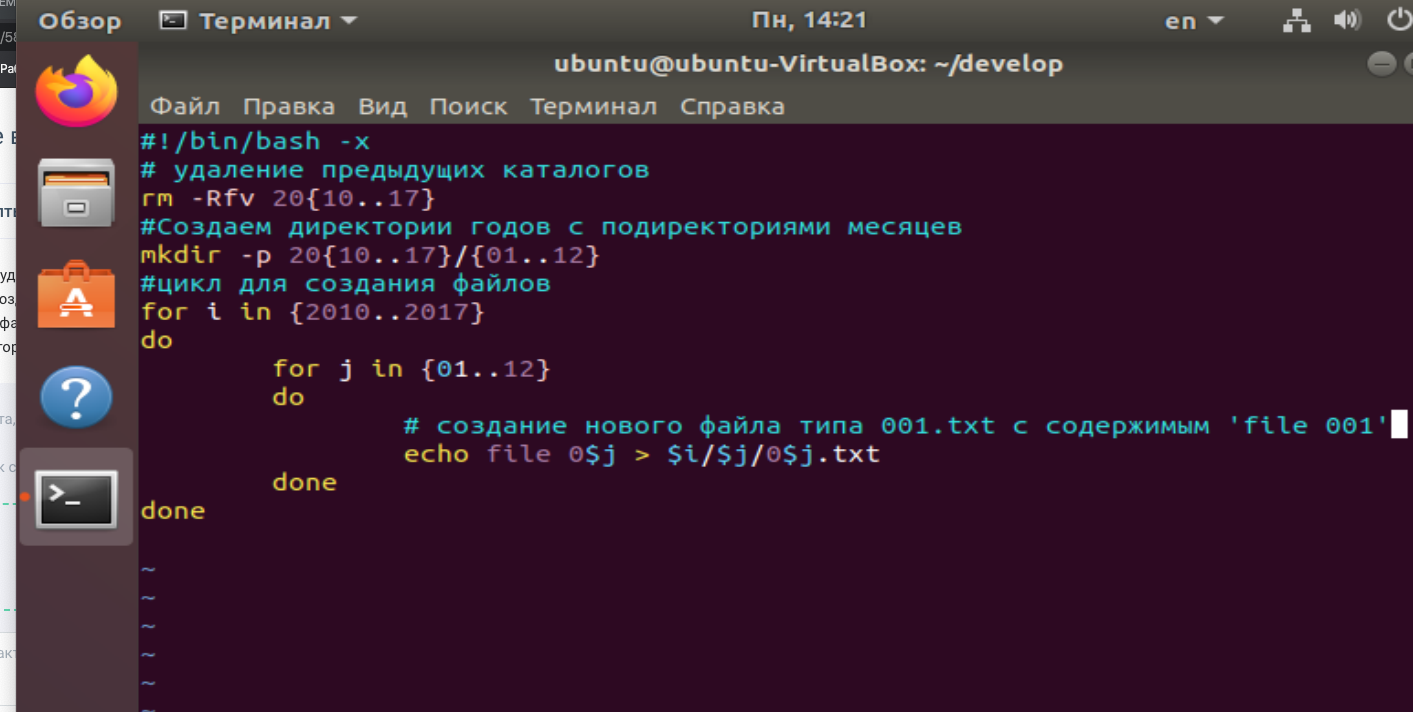 Обзор
Терминал
Пн, 14:21
en
ubuntu@ubuntu-VirtualBox: ~/develop
Файл Правка Вид Поиск Терминал Справка
#!/bin/bash -x
# удаление предыдущих каталогов
rm -Rfv 20{10..17}
#Создаем директории годов с подиректориями месяцев
mkdir -p 20{10..17}/{01..12}
#цикл для создания файлов
for i in {2010..2017}
do
for j in {01..12}
do
# создание нового файла типа 001.txt с содержимым 'file 001'
echo file 0$j > $i/$j/0$j.txt
done
done
~
~
~
~
~
~